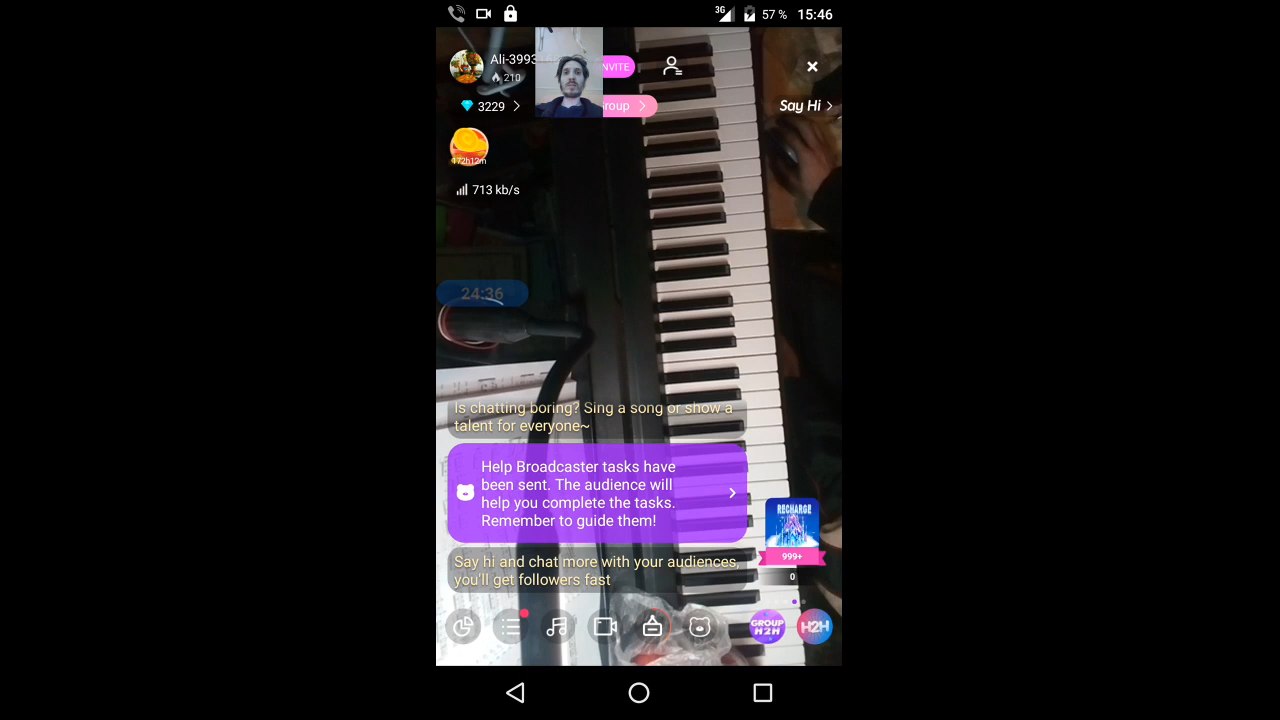 3G 57 % 15:46
Ali-3993
NVITE
210
3229
Group
Say Hi
172h12m
713 kb/s
24:36
Is chatting boring? Sing a song or show a
talent for everyone~
Help Broadcaster tasks have
been sent. The audience will
help you complete the tasks.
Remember to guide them!
RECHARGE
999+
0
Say hi and chat more with your audiences,
you'll get followers fast
GROUP
H2H
H2H